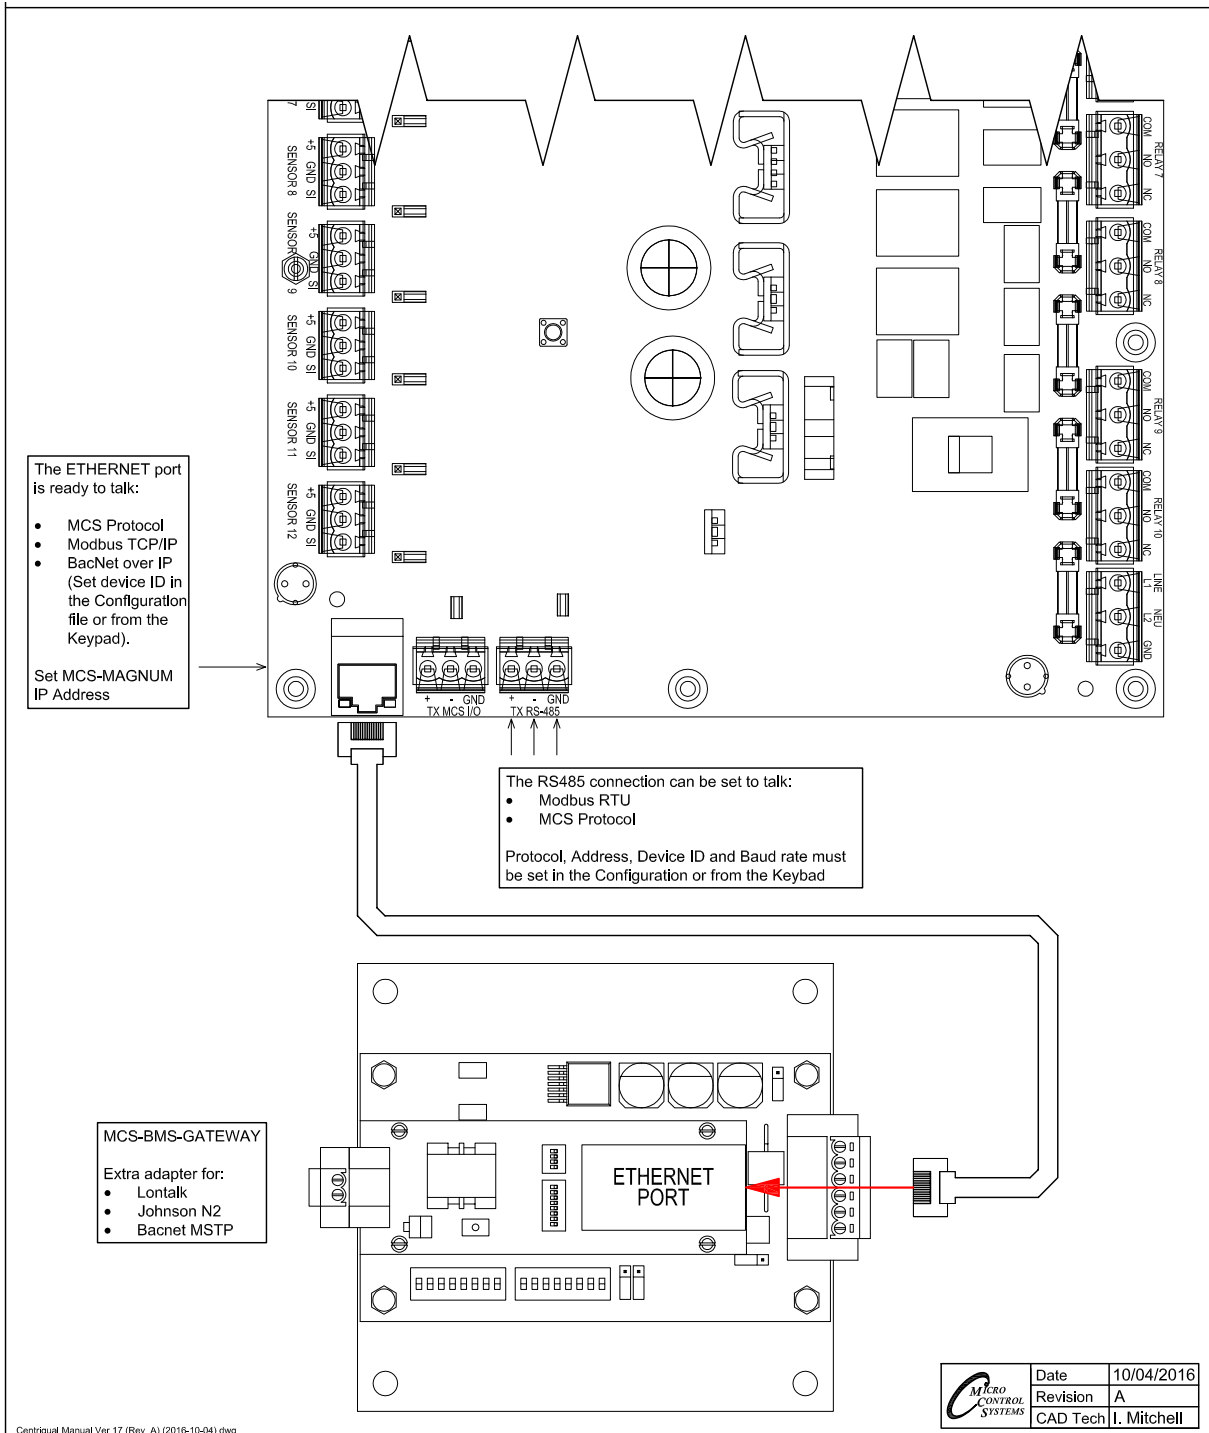 7
SI
+5
GND
SI
SENSOR 8
+5
GND
SI
SENSOR
9
+5
GND
SI
SENSOR 10
+5
GND
SI
SENSOR 11
+5
GND
SI
SENSOR 12
COM
NO
NC
RELAY 7
COM
NO
NC
RELAY 8
COM
NO
NC
RELAY 9
COM
NO
NC
RELAY 10
LINE
L1
NEU
L2
GND
The ETHERNET port
is ready to talk:
• MCS Protocol
• Modbus TCP/IP
• BacNet over IP
(Set device ID in
the Configuration
file or from the
Keypad).
Set MCS-MAGNUM
IP Address
+ - GND
TX MCS I/O
+ - GND
TX RS-485
The RS485 connection can be set to talk:
• Modbus RTU
• MCS Protocol
Protocol, Address, Device ID and Baud rate must
be set in the Configuration or from the Keybad
MCS-BMS-GATEWAY
Extra adapter for:
• Lontalk
• Johnson N2
• Bacnet MSTP
ETHERNET
PORT
MICRO
CONTROL
SYSTEMS
Date 10/04/2016
Revision A
CAD Tech I. Mitchell
Centriqual Manual Ver 17 (Rev. A) (2016-10-04).dwg